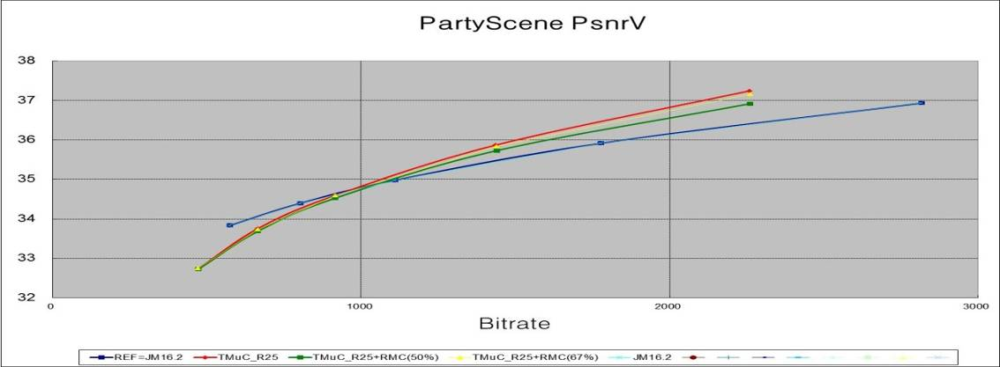 PartyScene PsnrV
38
37
36
35
34
33
32
0 1000 2000 3000
Bitrate
REF=JM16.2 TMuC_R25 TMuC_R25+RMC(50%) TMuC_R25+RMC(67%) JM16.2